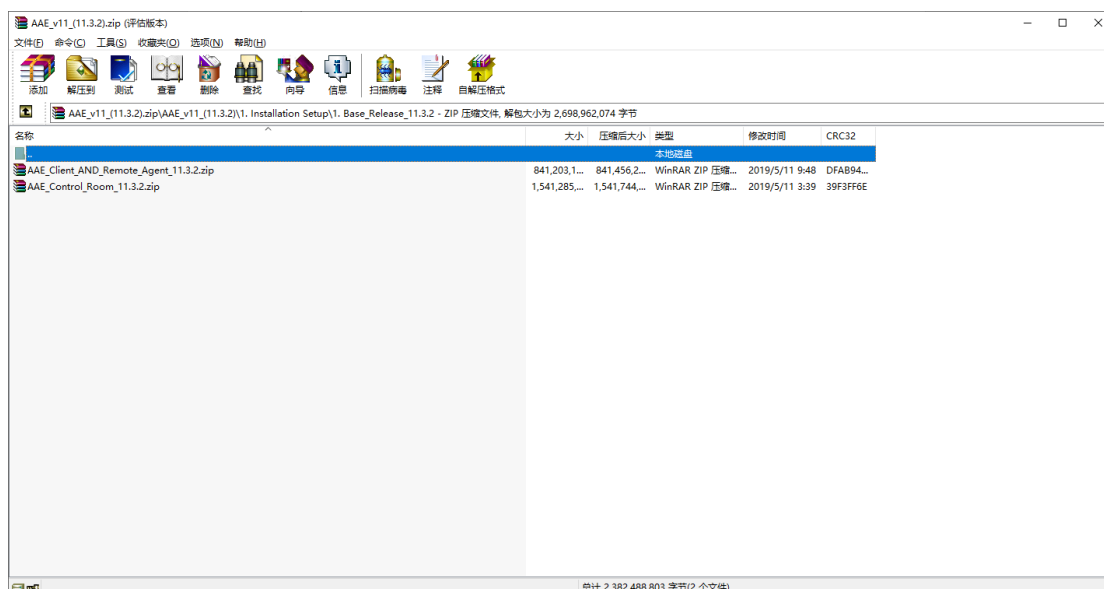 AAE_v11_(11.3.2).zip (评估版本)
文件(F) 命令(C) 工具(S) 收藏夹(O) 选项(N) 帮助(H)
添加 解压到 测试 查看 删除 查找 向导 信息 扫描病毒 注释 自解压格式
AAE_v11_(11.3.2).zip\AAE_v11_(11.3.2)\1. Installation Setup\1. Base_Release_11.3.2 - ZIP 压缩文件, 解包大小为 2,698,962,074 字节
名称 大小 压缩后大小 类型 修改时间 CRC32
.. 本地磁盘
AAE_Client_AND_Remote_Agent_11.3.2.zip 841,203,1... 841,456,2... WinRAR ZIP 压缩... 2019/5/11 9:48 DFAB94...
AAE_Control_Room_11.3.2.zip 1,541,285,... 1,541,744,... WinRAR ZIP 压缩... 2019/5/11 3:39 39F3FF6E
总计 2,382,488,803 字节(2 个文件)